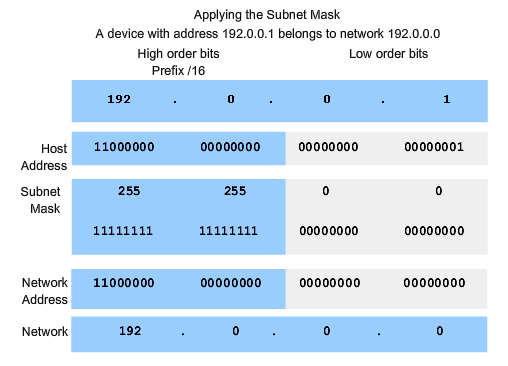 Applying the Subnet Mask
A device with address 192.0.0.1 belongs to network 192.0.0.0
High order bits Low order bits
Prefix /16
192 . 0 . 0 . 1
Host Address 11000000 00000000 00000000 00000001
Subnet Mask 255 255 0 0
11111111 11111111 00000000 00000000
Network Address 11000000 00000000 00000000 00000000
Network 192 . 0 . 0 . 0